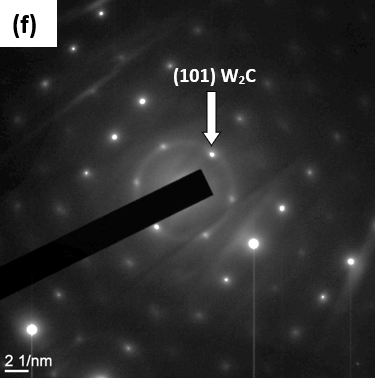 (f)
(101) W₂C
2 1/nm